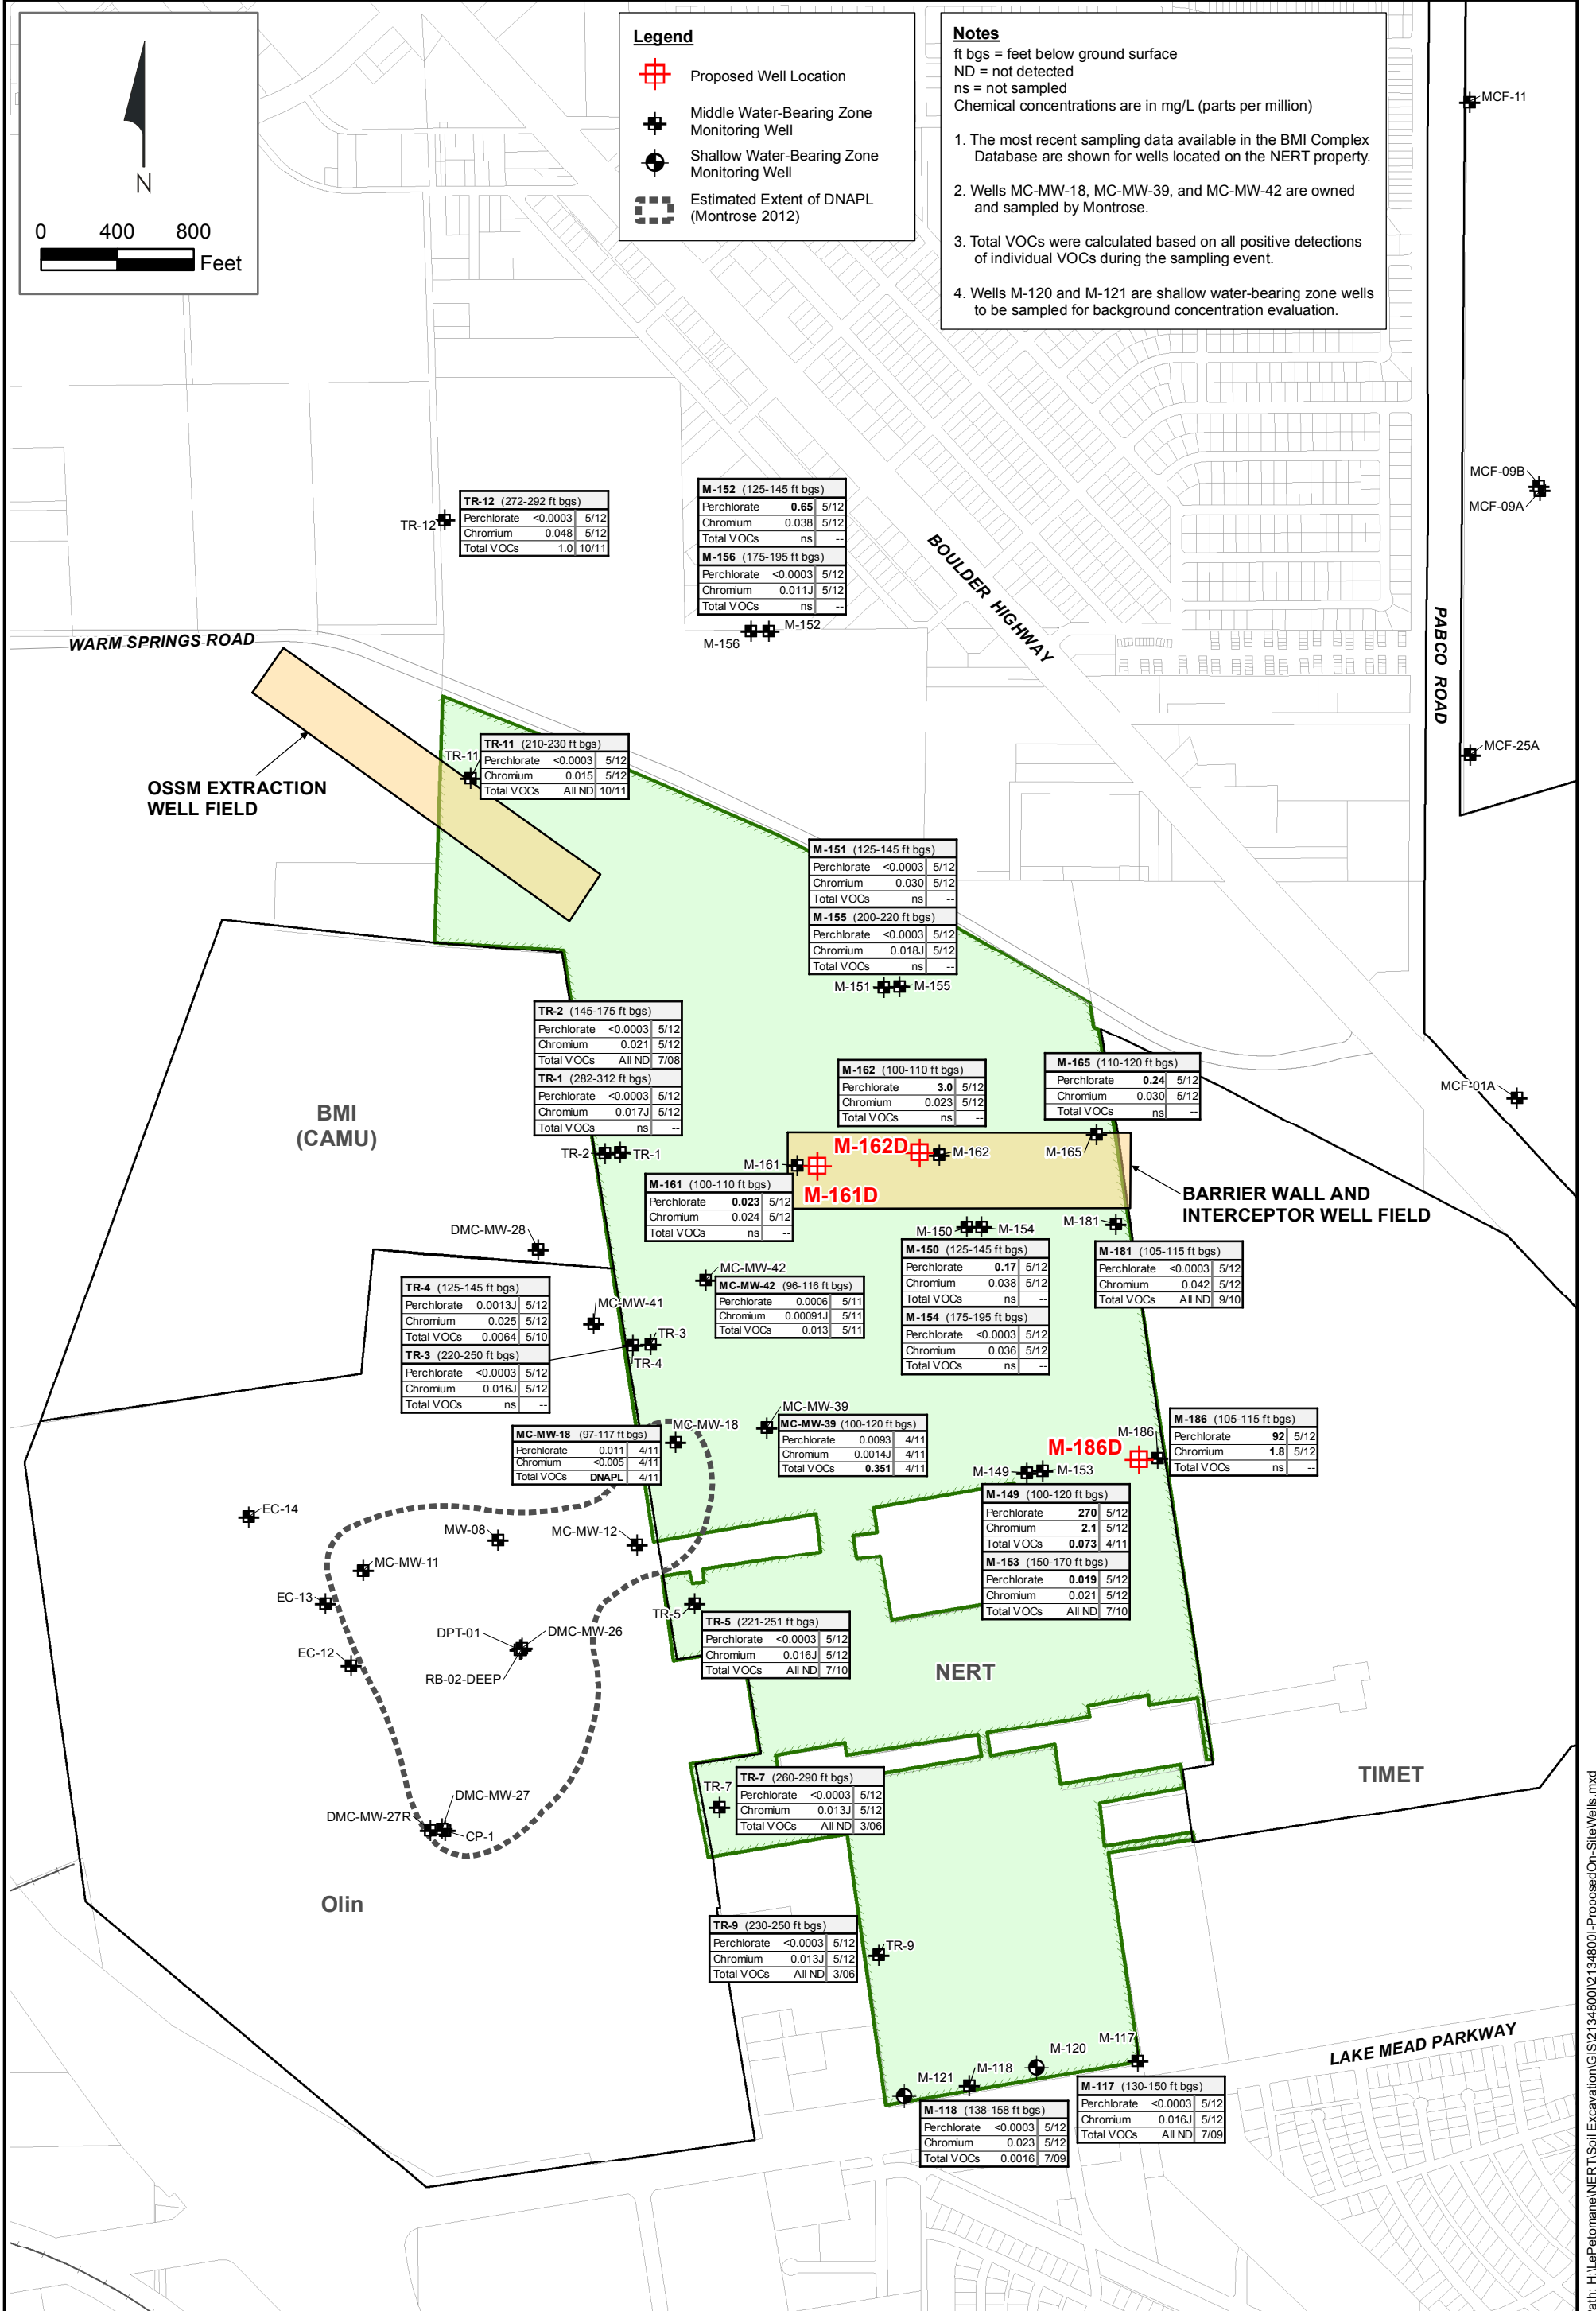 N
0 400 800
Feet
Legend
Proposed Well Location
Middle Water-Bearing Zone
Monitoring Well
Shallow Water-Bearing Zone
Monitoring Well
Estimated Extent of DNAPL
(Montrose 2012)
Notes
ft bgs = feet below ground surface
ND = not detected
ns = not sampled
Chemical concentrations are in mg/L (parts per million)
1. The most recent sampling data available in the BMI Complex
Database are shown for wells located on the NERT property.
2. Wells MC-MW-18, MC-MW-39, and MC-MW-42 are owned
and sampled by Montrose.
3. Total VOCs were calculated based on all positive detections
of individual VOCs during the sampling event.
4. Wells M-120 and M-121 are shallow water-bearing zone wells
to be sampled for background concentration evaluation.
MCF-11
MCF-09B
MCF-09A
MCF-25A
MCF-01A
PABCO ROAD
BOULDER HIGHWAY
WARM SPRINGS ROAD
TR-12
TR-12 (272-292 ft bgs)
Perchlorate <0.0003 5/12
Chromium 0.048 5/12
Total VOCs 1.0 10/11
M-152 (125-145 ft bgs)
Perchlorate 0.65 5/12
Chromium 0.038 5/12
Total VOCs ns --
M-156 (175-195 ft bgs)
Perchlorate <0.0003 5/12
Chromium 0.011J 5/12
Total VOCs ns --
M-152
M-156
OSSM EXTRACTION
WELL FIELD
TR-11
TR-11 (210-230 ft bgs)
Perchlorate <0.0003 5/12
Chromium 0.015 5/12
Total VOCs All ND 10/11
M-151 (125-145 ft bgs)
Perchlorate <0.0003 5/12
Chromium 0.030 5/12
Total VOCs ns --
M-155 (200-220 ft bgs)
Perchlorate <0.0003 5/12
Chromium 0.018J 5/12
Total VOCs ns --
M-151
M-155
TR-2 (145-175 ft bgs)
Perchlorate <0.0003 5/12
Chromium 0.021 5/12
Total VOCs All ND 7/08
TR-1 (282-312 ft bgs)
Perchlorate <0.0003 5/12
Chromium 0.017J 5/12
Total VOCs ns --
TR-2
TR-1
BMI
(CAMU)
M-162 (100-110 ft bgs)
Perchlorate 3.0 5/12
Chromium 0.023 5/12
Total VOCs ns --
M-165 (110-120 ft bgs)
Perchlorate 0.24 5/12
Chromium 0.030 5/12
Total VOCs ns --
M-162D
M-162
M-165
M-161
M-161D
M-161 (100-110 ft bgs)
Perchlorate 0.023 5/12
Chromium 0.024 5/12
Total VOCs ns --
BARRIER WALL AND
INTERCEPTOR WELL FIELD
M-150
M-154
M-181
M-150 (125-145 ft bgs)
Perchlorate 0.17 5/12
Chromium 0.038 5/12
Total VOCs ns --
M-154 (175-195 ft bgs)
Perchlorate <0.0003 5/12
Chromium 0.036 5/12
Total VOCs ns --
M-181 (105-115 ft bgs)
Perchlorate <0.0003 5/12
Chromium 0.042 5/12
Total VOCs All ND 9/10
DMC-MW-28
MC-MW-42
MC-MW-42 (96-116 ft bgs)
Perchlorate 0.0006 5/11
Chromium 0.00091J 5/11
Total VOCs 0.013 5/11
MC-MW-41
TR-3
TR-4
TR-4 (125-145 ft bgs)
Perchlorate 0.0013J 5/12
Chromium 0.025 5/12
Total VOCs 0.0064 5/10
TR-3 (220-250 ft bgs)
Perchlorate <0.0003 5/12
Chromium 0.016J 5/12
Total VOCs ns --
MC-MW-18
MC-MW-18 (97-117 ft bgs)
Perchlorate 0.011 4/11
Chromium <0.005 4/11
Total VOCs DNAPL 4/11
MC-MW-39
MC-MW-39 (100-120 ft bgs)
Perchlorate 0.0093 4/11
Chromium 0.0014J 4/11
Total VOCs 0.351 4/11
M-186
M-186D
M-186 (105-115 ft bgs)
Perchlorate 92 5/12
Chromium 1.8 5/12
Total VOCs ns --
M-149
M-153
M-149 (100-120 ft bgs)
Perchlorate 270 5/12
Chromium 2.1 5/12
Total VOCs 0.073 4/11
M-153 (150-170 ft bgs)
Perchlorate 0.019 5/12
Chromium 0.021 5/12
Total VOCs All ND 7/10
EC-14
MW-08
MC-MW-12
MC-MW-11
EC-13
EC-12
DPT-01
DMC-MW-26
RB-02-DEEP
TR-5
TR-5 (221-251 ft bgs)
Perchlorate <0.0003 5/12
Chromium 0.016J 5/12
Total VOCs All ND 7/10
NERT
TIMET
TR-7
TR-7 (260-290 ft bgs)
Perchlorate <0.0003 5/12
Chromium 0.013J 5/12
Total VOCs All ND 3/06
DMC-MW-27
DMC-MW-27R
CP-1
Olin
TR-9 (230-250 ft bgs)
Perchlorate <0.0003 5/12
Chromium 0.013J 5/12
Total VOCs All ND 3/06
TR-9
M-117
M-120
M-118
M-121
LAKE MEAD PARKWAY
M-117 (130-150 ft bgs)
Perchlorate <0.0003 5/12
Chromium 0.016J 5/12
Total VOCs All ND 7/09
M-118 (138-158 ft bgs)
Perchlorate <0.0003 5/12
Chromium 0.023 5/12
Total VOCs 0.0016 7/09
H:\LePetomane\NERT\Soil Excavation\GIS\2134800I\2134800I-ProposedOn-SiteWells.mxd